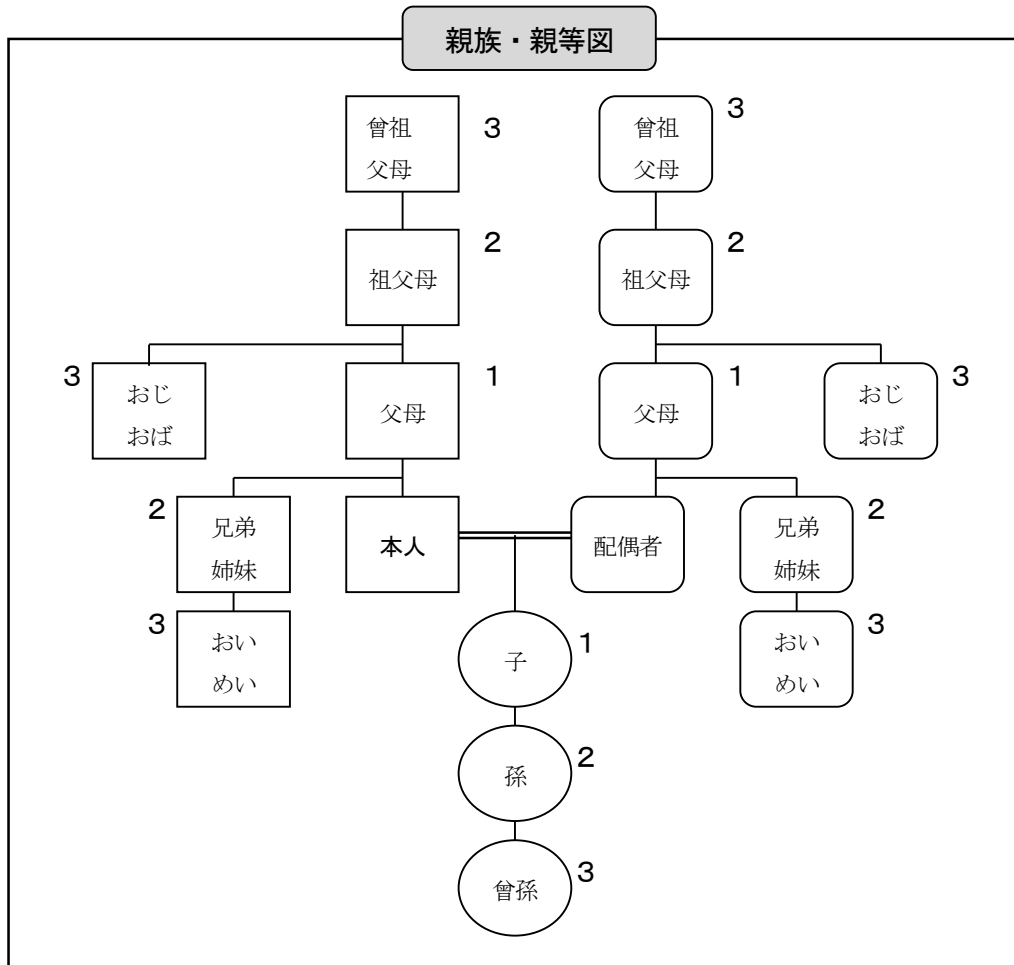 親族・親等図
曾祖
父母
3
曾祖
父母
3
祖父母
2
祖父母
2
3
おじ
おば
父母
1
父母
1
おじ
おば
3
2
兄弟
姉妹
本人
配偶者
兄弟
姉妹
2
3
おい
めい
子
1
おい
めい
3
孫
2
曾孫
3